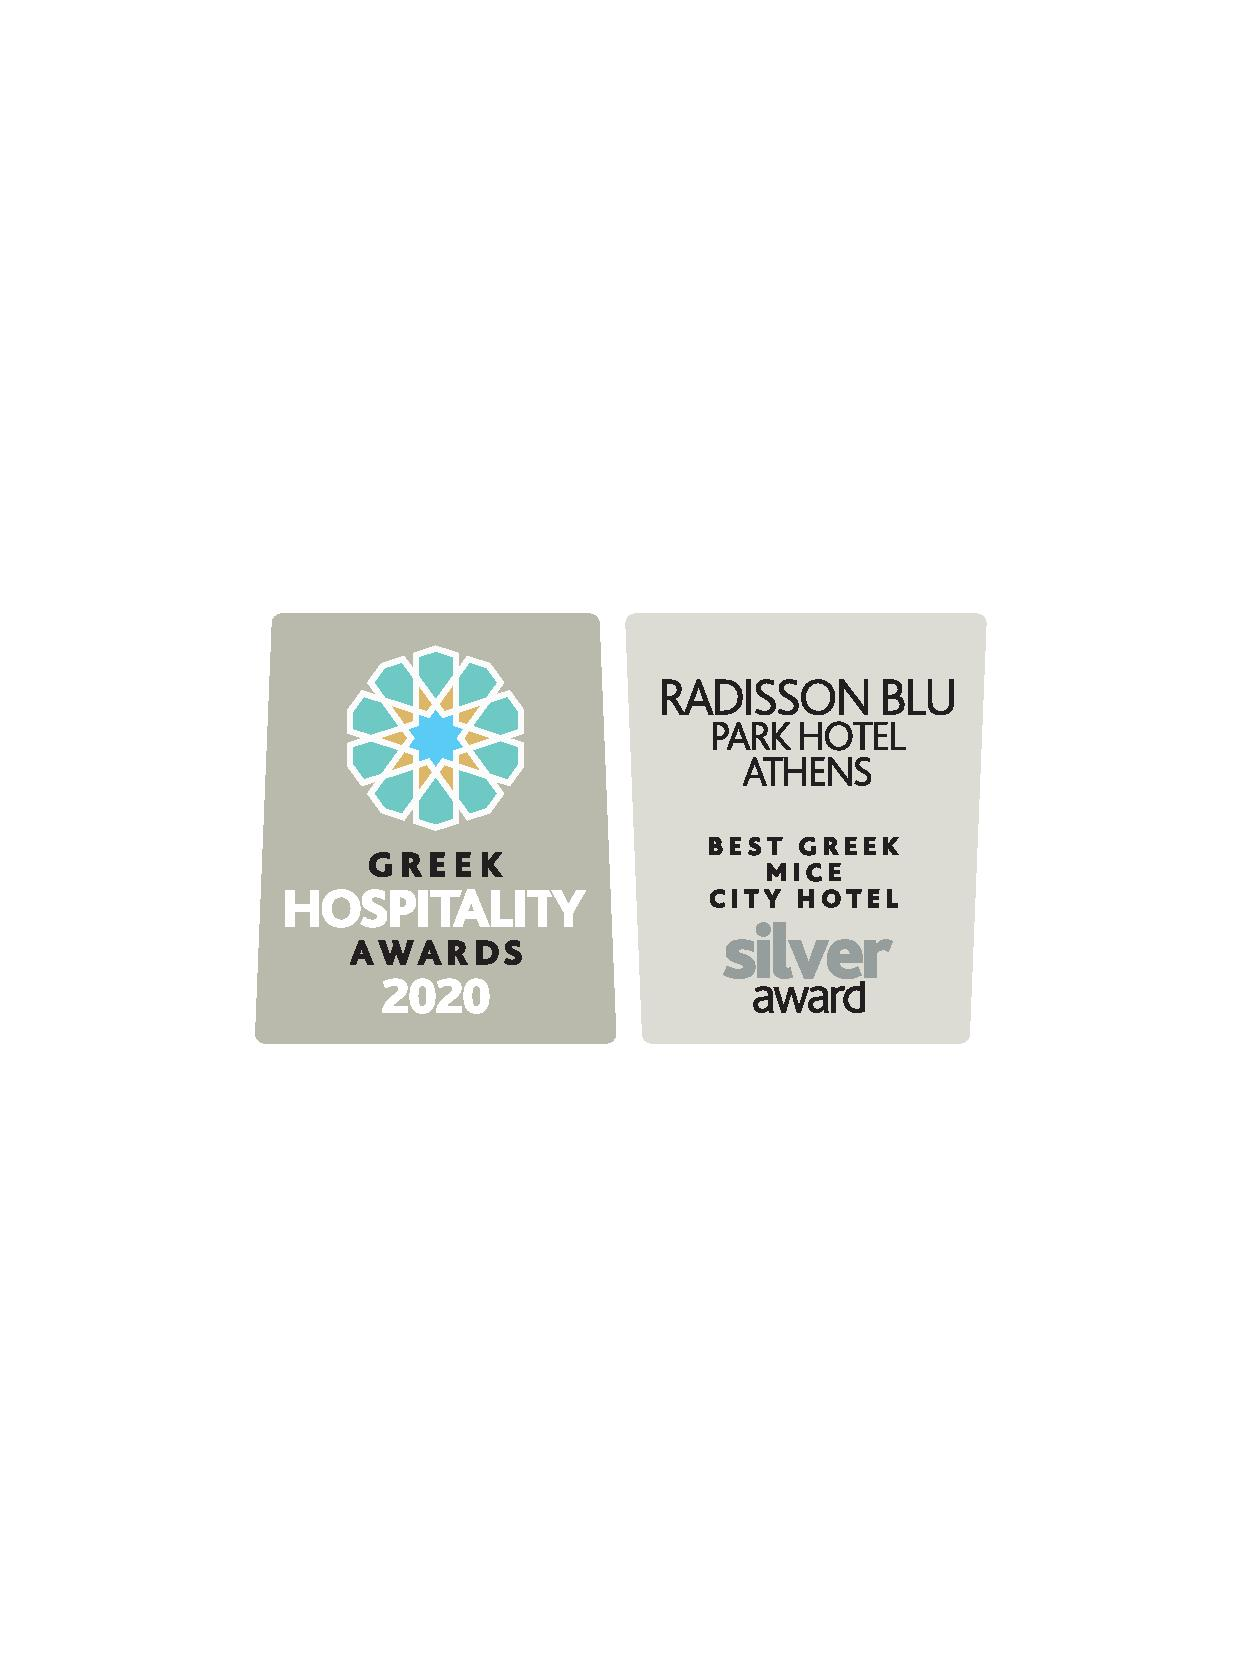 GREEK
HOSPITALITY
AWARDS
2020
RADISSON BLU
PARK HOTEL
ATHENS
BEST GREEK
MICE
CITY HOTEL
silver
award